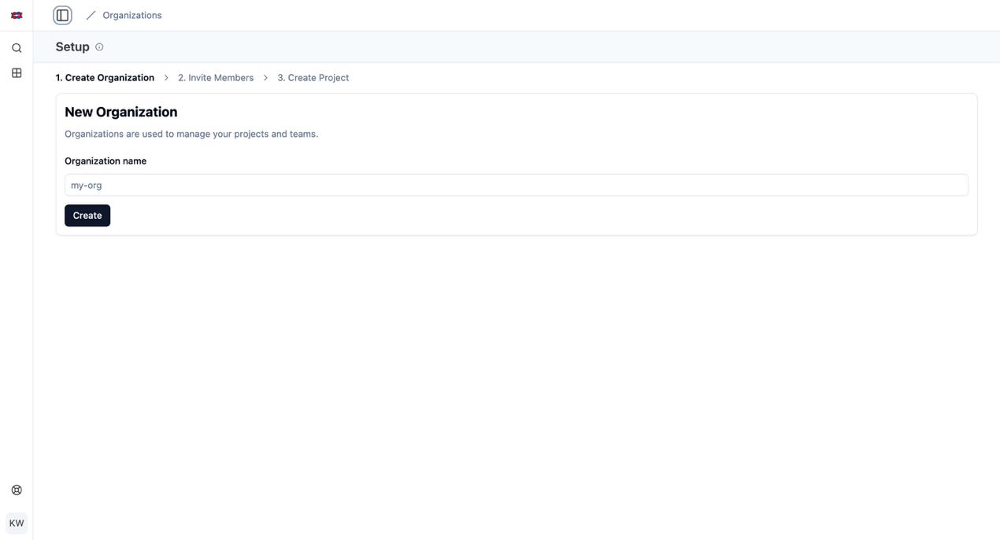 Organizations
Setup
1. Create Organization
2. Invite Members
3. Create Project
New Organization
Organizations are used to manage your projects and teams.
Organization name
my-org
Create
KW